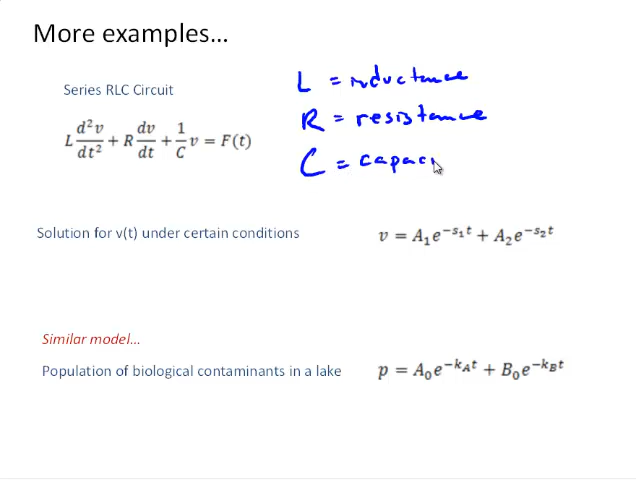 More examples...
Series RLC Circuit
L = inductance
R = resistance
L d²v/dt² + R dv/dt + 1/C v = F(t)
C = capaci
Solution for v(t) under certain conditions
v = A₁e^{-s₁t} + A₂e^{-s₂t}
Similar model...
Population of biological contaminants in a lake
p = A₀e^{-k_A t} + B₀e^{-k_B t}